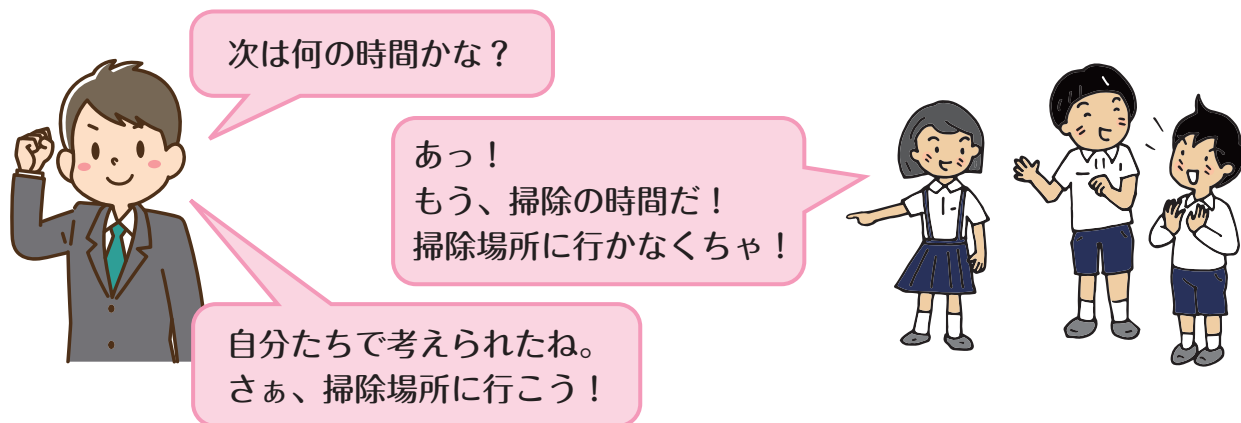 次は何の時間かな？
あっ！
もう、掃除の時間だ！
掃除場所に行かなくちゃ！
自分たちで考えられたね。
さぁ、掃除場所に行こう！